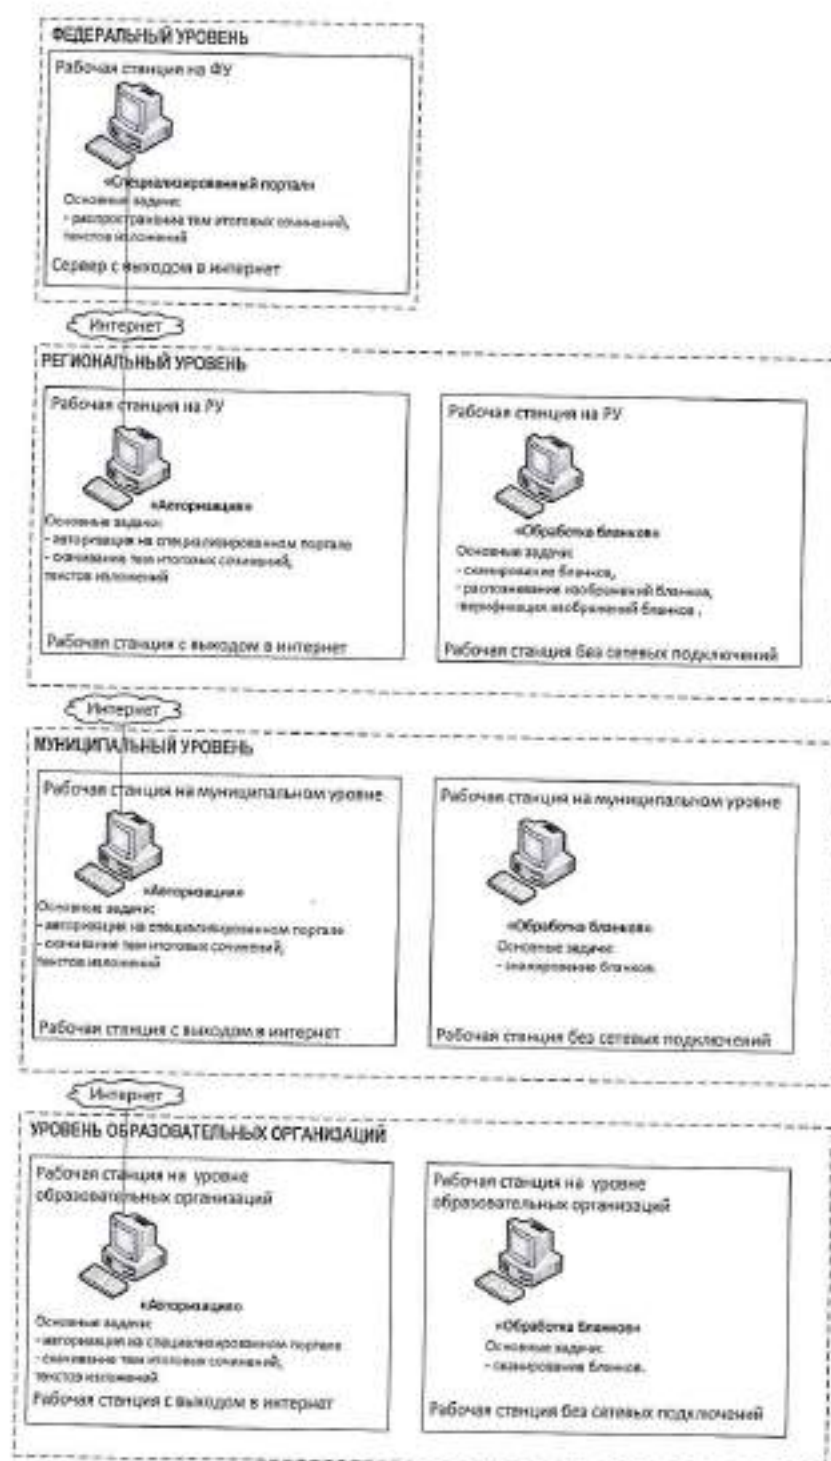 ФЕДЕРАЛЬНЫЙ УРОВЕНЬ
Рабочая станция на ФУ
«Специализированный портал»
Основные задачи:
- распространение тем итоговых сочинений,
текстов изложений
Сервер с выходом в интернет
Интернет
РЕГИОНАЛЬНЫЙ УРОВЕНЬ
Рабочая станция на РУ
«Авторизация»
Основные задачи:
- авторизация на специализированном портале
- скачивание тем итоговых сочинений,
текстов изложений
Рабочая станция с выходом в интернет
Рабочая станция на РУ
«Обработка бланков»
Основные задачи:
- сканирование бланков,
- распознавание изображений бланков,
-верификация изображений бланков .
Рабочая станция без сетевых подключений
Интернет
МУНИЦИПАЛЬНЫЙ УРОВЕНЬ
Рабочая станция на муниципальном уровне
«Авторизация»
Основные задачи:
- авторизация на специализированном портале
- скачивание тем итоговых сочинений,
текстов изложений
Рабочая станция с выходом в интернет
Рабочая станция на муниципальном уровне
«Обработка бланков»
Основные задачи:
- сканирование бланков.
Рабочая станция без сетевых подключений
Интернет
УРОВЕНЬ ОБРАЗОВАТЕЛЬНЫХ ОРГАНИЗАЦИЙ
Рабочая станция на уровне
образовательных организаций
«Авторизация»
Основные задачи:
- авторизация на специализированном портале
- скачивание тем итоговых сочинений,
текстов изложений
Рабочая станция с выходом в интернет
Рабочая станция на уровне
образовательных организаций
«Обработка бланков»
Основные задачи:
- сканирование бланков.
Рабочая станция без сетевых подключений